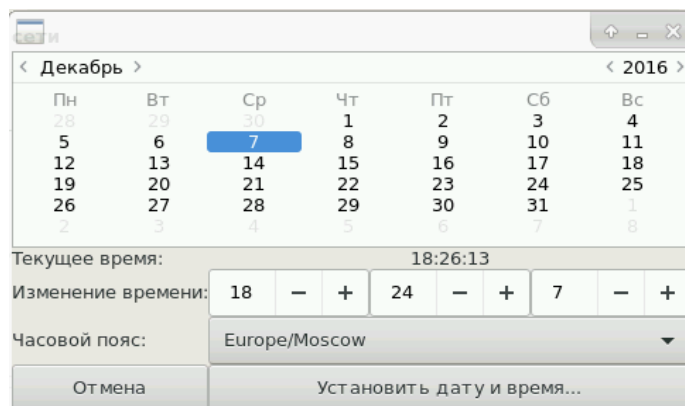 сети
Декабрь 2016
Пн Вт Ср Чт Пт Сб Вс
28 29 30 1 2 3 4
5 6 7 8 9 10 11
12 13 14 15 16 17 18
19 20 21 22 23 24 25
26 27 28 29 30 31 1
2 3 4 5 6 7 8
Текущее время: 18:26:13
Изменение времени: 18 − + 24 − + 7 − +
Часовой пояс: Europe/Moscow
Отмена Установить дату и время...